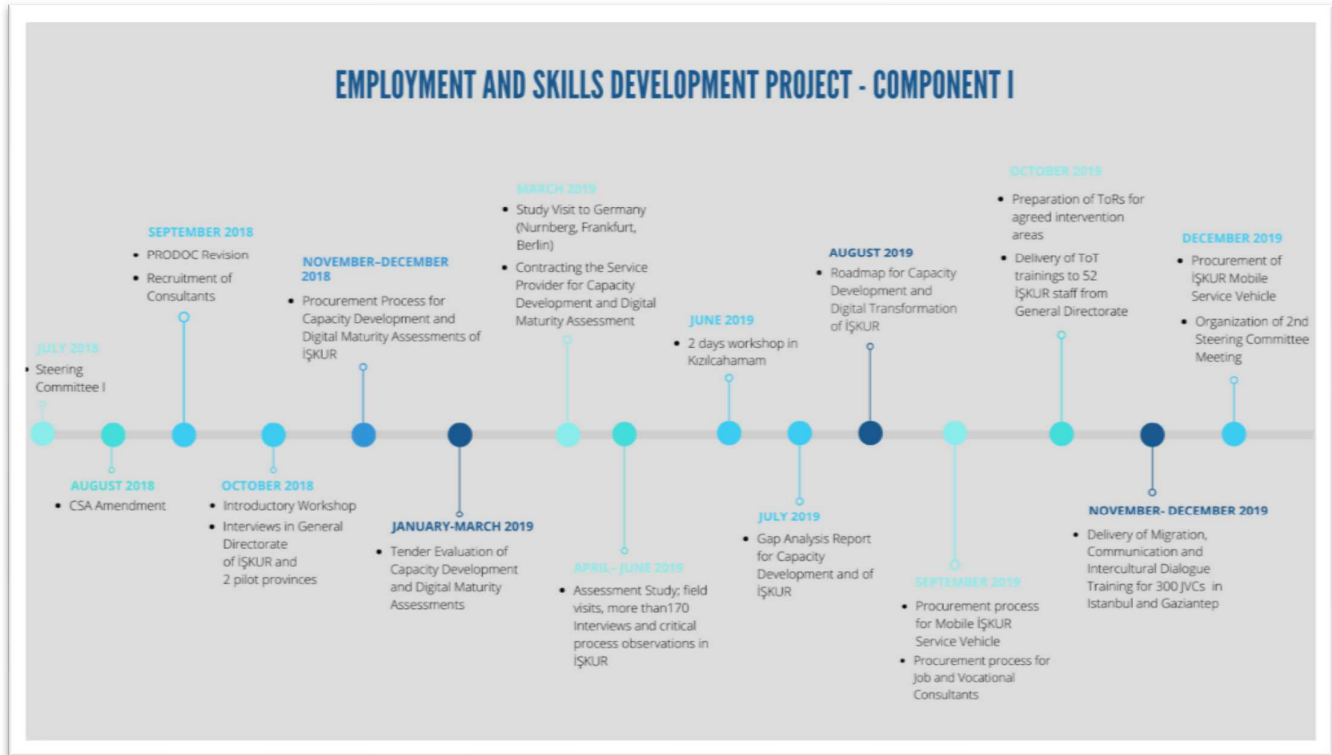 EMPLOYMENT AND SKILLS DEVELOPMENT PROJECT - COMPONENT I
JULY 2018
• Steering
Committee I
AUGUST 2018
• CSA Amendment
SEPTEMBER 2018
• PRODOC Revision
• Recruitment of
Consultants
OCTOBER 2018
• Introductory Workshop
• Interviews in General
Directorate
of İŞKUR and
2 pilot provinces
NOVEMBER–DECEMBER
2018
• Procurement Process for
Capacity Development and
Digital Maturity Assessments of
İŞKUR
JANUARY-MARCH 2019
• Tender Evaluation of
Capacity Development
and Digital Maturity
Assessments
MARCH 2019
• Study Visit to Germany
(Nurnberg, Frankfurt,
Berlin)
• Contracting the Service
Provider for Capacity
Development and Digital
Maturity Assessment
APRIL- JUNE 2019
• Assessment Study; field
visits, more than170
Interviews and critical
process observations in
İŞKUR
JUNE 2019
• 2 days workshop in
Kızılcahamam
JULY 2019
• Gap Analysis Report
for Capacity
Development and of
İŞKUR
AUGUST 2019
• Roadmap for Capacity
Development and
Digital Transformation
of İŞKUR
SEPTEMBER 2019
• Procurement process
for Mobile İŞKUR
Service Vehicle
• Procurement process for
Job and Vocational
Consultants
OCTOBER 2019
• Preparation of ToRs for
agreed intervention
areas
• Delivery of ToT
trainings to 52
İŞKUR staff from
General Directorate
NOVEMBER- DECEMBER 2019
• Delivery of Migration,
Communication and
Intercultural Dialogue
Training for 300 JVCs in
Istanbul and Gaziantep
DECEMBER 2019
• Procurement of
İŞKUR Mobile
Service Vehicle
• Organization of 2nd
Steering Committee
Meeting